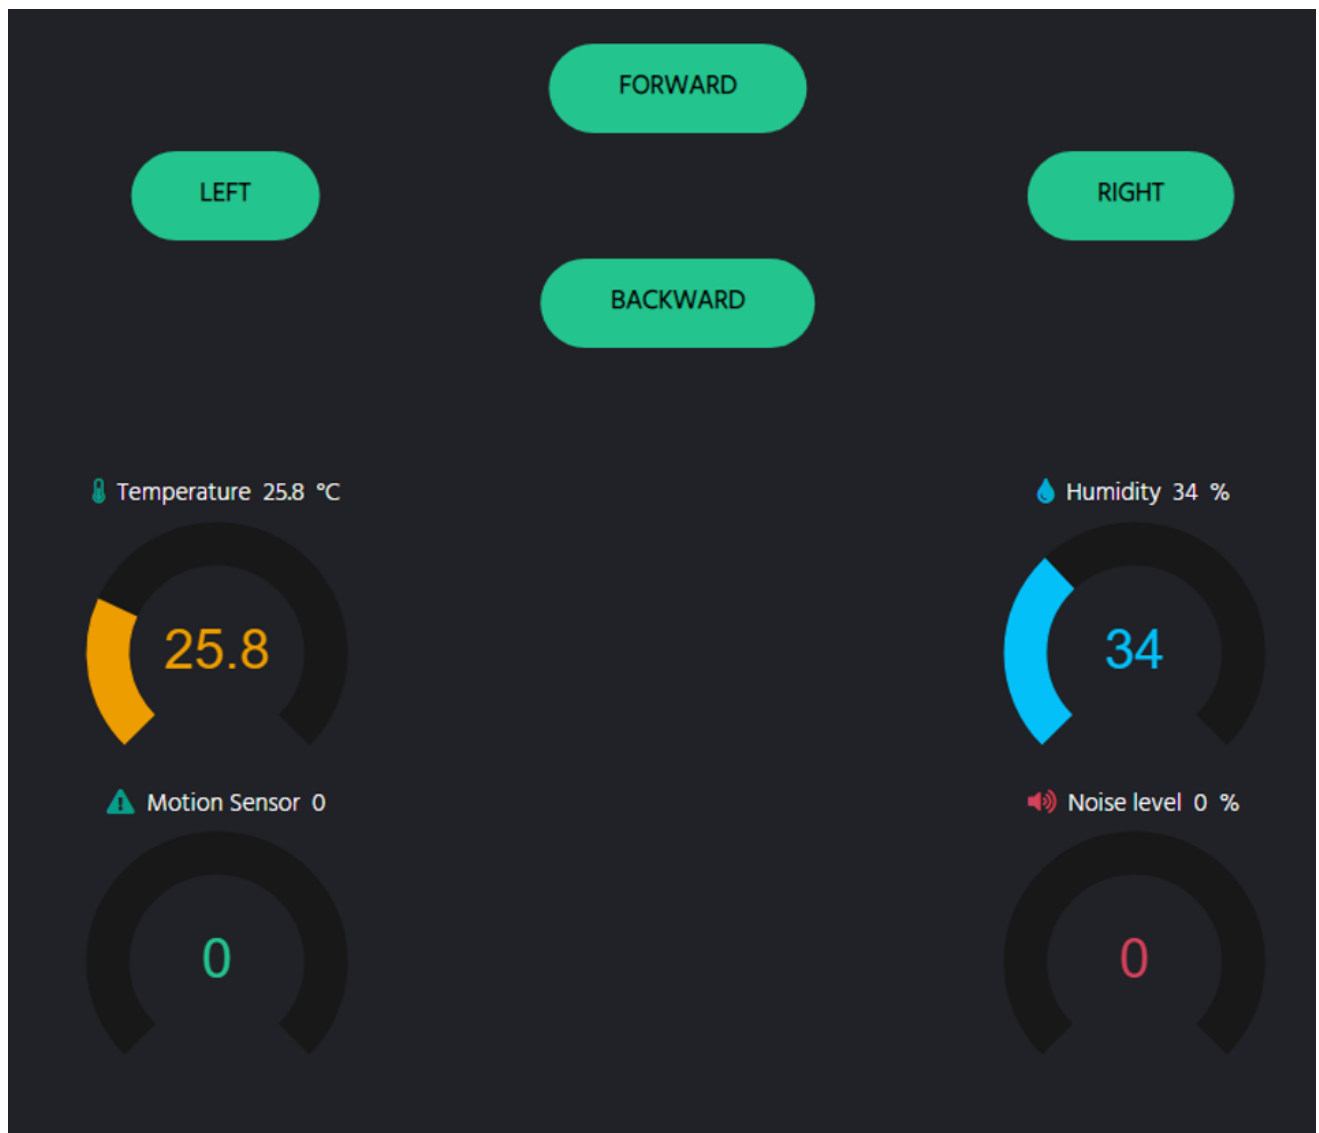 FORWARD
LEFT
RIGHT
BACKWARD
Temperature 25.8 °C
Humidity 34 %
25.8
34
Motion Sensor 0
Noise level 0 %
0
0